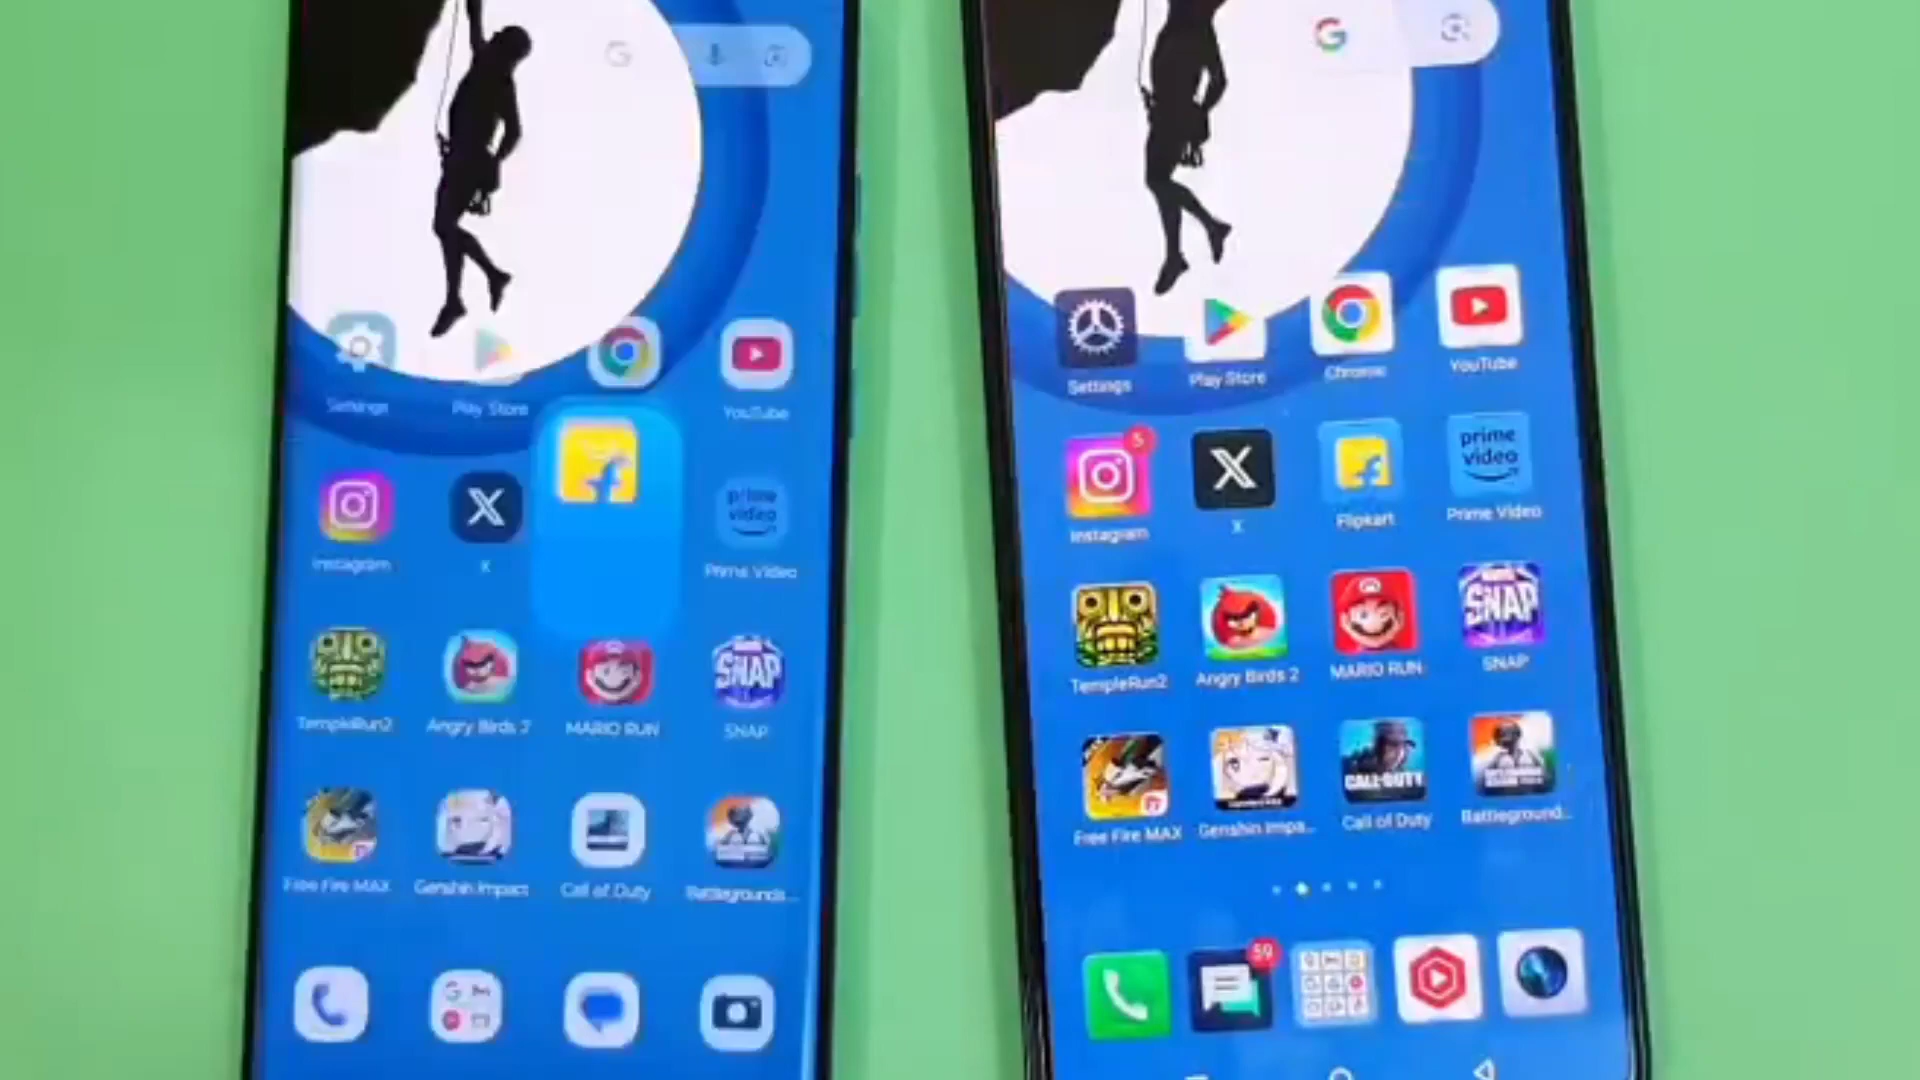 Settings
Play Store
YouTube
Instagram
X
prime
video
Prime Video
TempleRun2
Angry Birds 2
MARIO RUN
SNAP
SNAP
Free Fire MAX
Genshin Impact
Call of Duty
Battlegrounds...
Settings
Play Store
Chrome
YouTube
5
Instagram
X
Flipkart
prime
video
Prime Video
TempleRun2
Angry Birds 2
MARIO RUN
SNAP
SNAP
Free Fire MAX
Genshin Impa...
CALL OF DUTY
Call of Duty
Battleground...
59